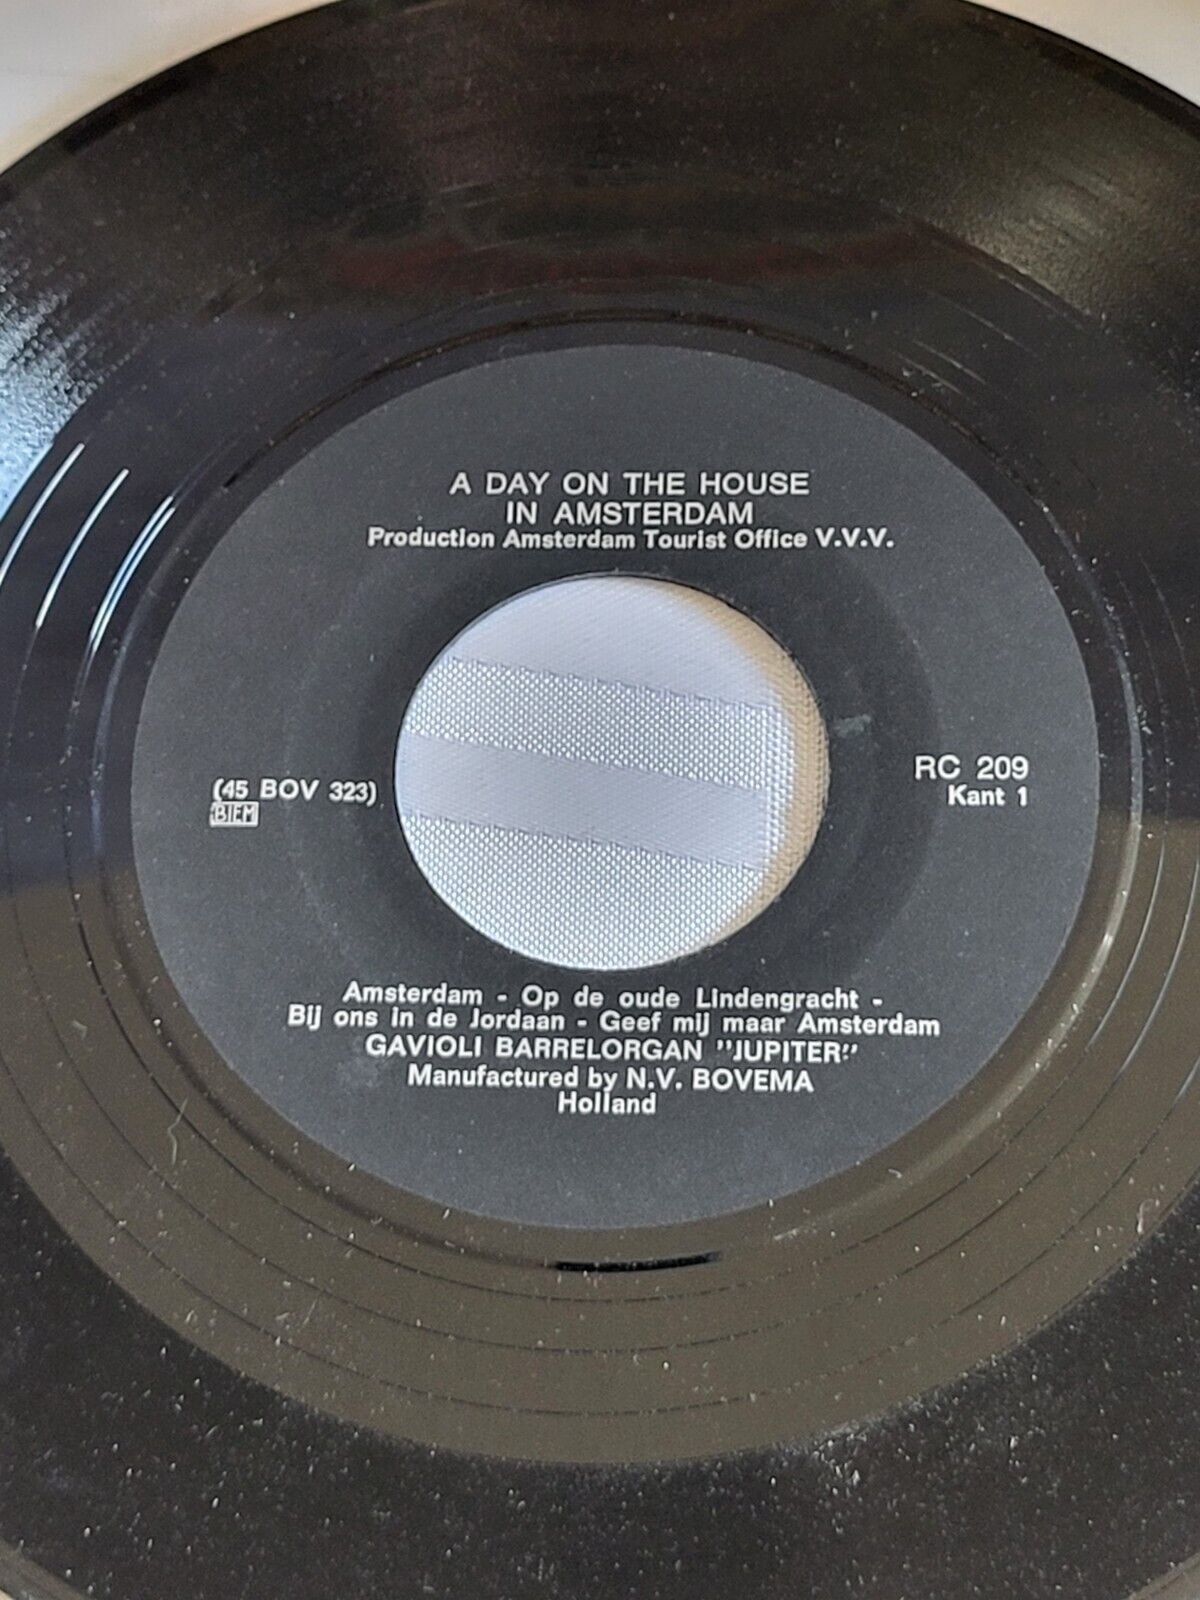 A DAY ON THE HOUSE
IN AMSTERDAM
Production Amsterdam Tourist Office V.V.V.
(45 BOV 323)
BIEM
RC 209
Kant 1
Amsterdam - Op de oude Lindengracht -
Bij ons in de Jordaan - Geef mij maar Amsterdam
GAVIOLI BARRELORGAN "JUPITER"
Manufactured by N.V. BOVEMA
Holland